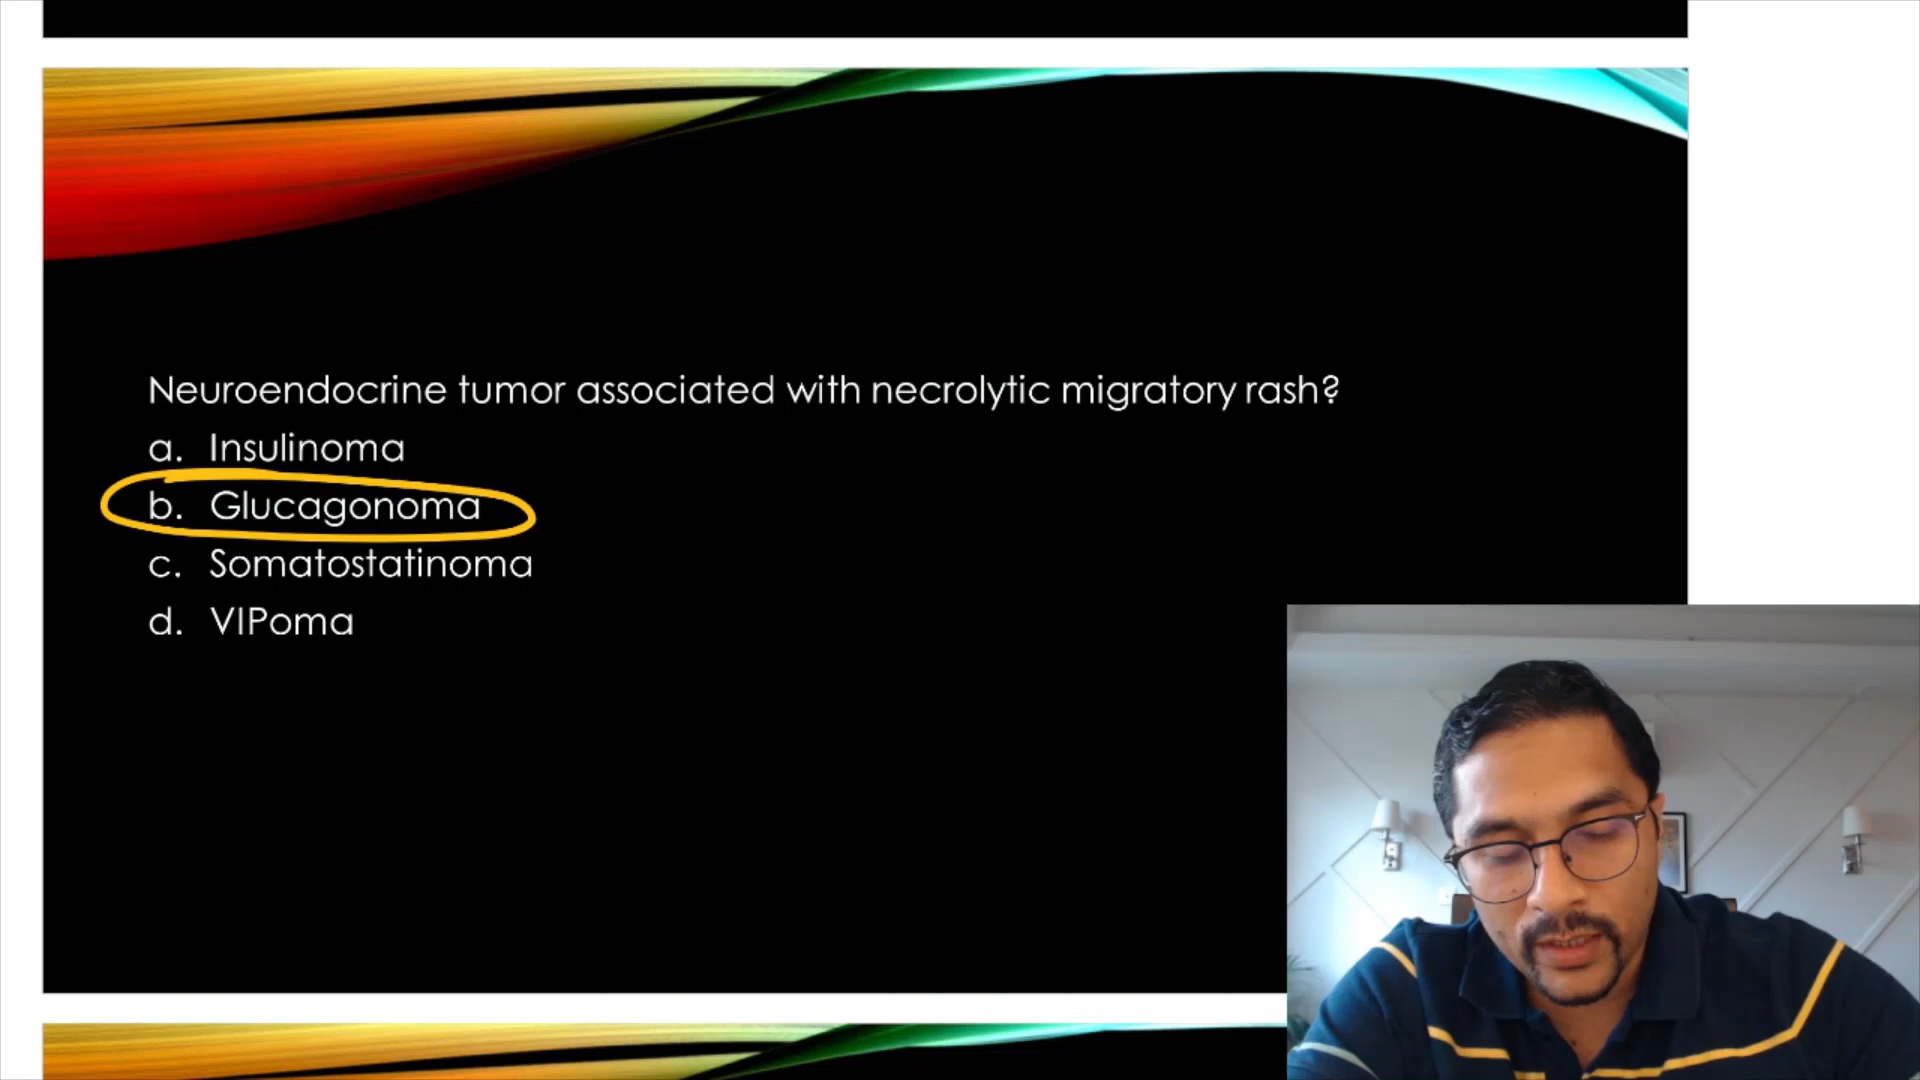 Neuroendocrine tumor associated with necrolytic migratory rash?
a. Insulinoma
b. Glucagonoma
c. Somatostatinoma
d. VIPoma